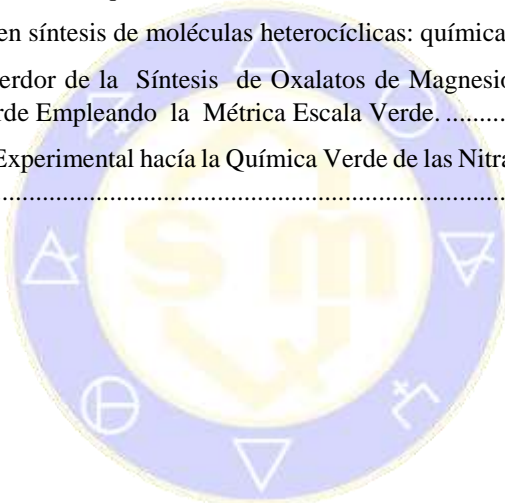 en síntesis de moléculas heterocíclicas: química
erdor de la Síntesis de Oxalatos de Magnesio
rde Empleando la Métrica Escala Verde. .........
Experimental hacía la Química Verde de las Nitra
................................................................................
s m
q
x